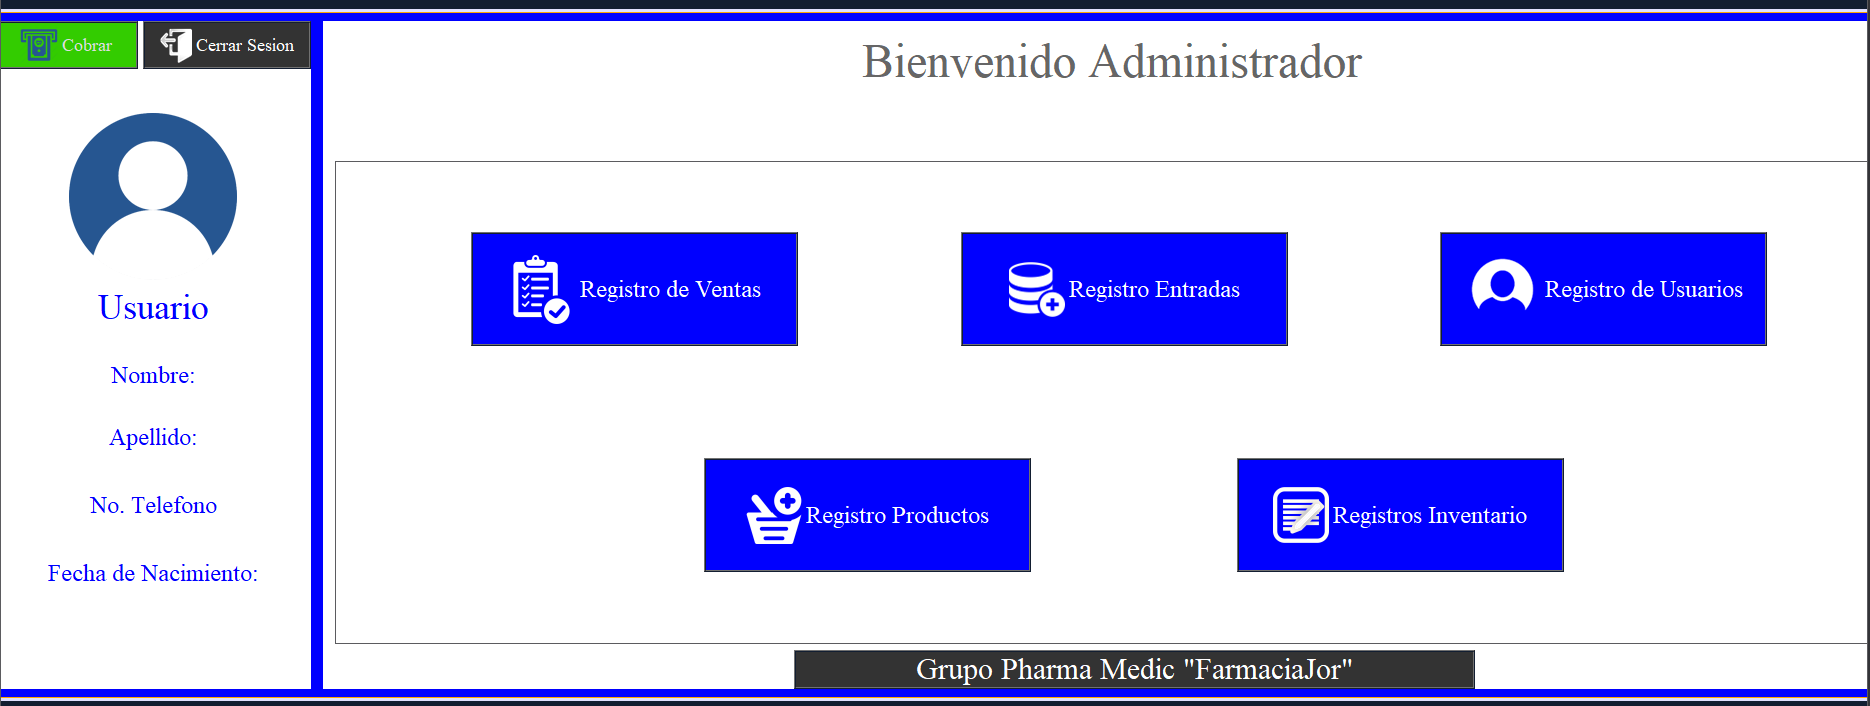 Cobrar
Cerrar Sesion
Bienvenido Administrador
Usuario
Nombre:
Apellido:
No. Telefono
Fecha de Nacimiento:
Registro de Ventas
Registro Entradas
Registro de Usuarios
Registro Productos
Registros Inventario
Grupo Pharma Medic "FarmaciaJor"